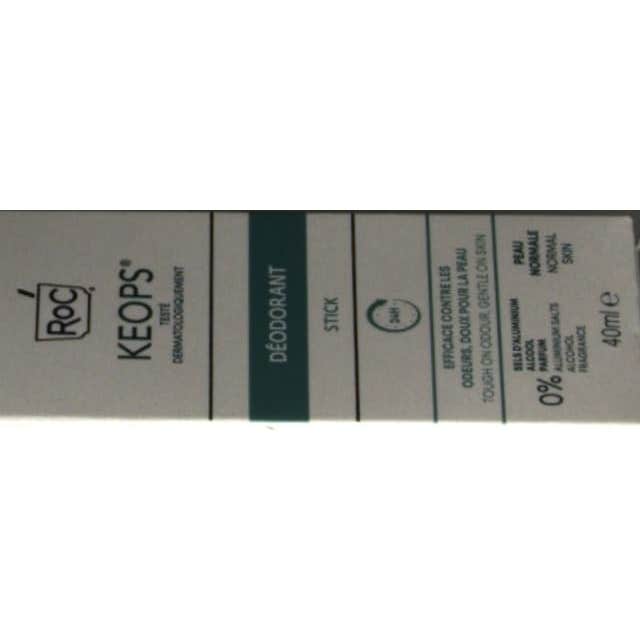 RoC
KEOPS®
TESTÉ
DERMATOLOGIQUEMENT
DÉODORANT
STICK
24H
EFFICACE CONTRE LES
ODEURS, DOUX POUR LA PEAU
TOUGH ON ODOUR, GENTLE ON SKIN
0%
SELS D'ALUMINIUM
ALCOOL
PARFUM
ALUMINIUM SALTS
ALCOHOL
FRAGRANCE
PEAU
NORMALE
NORMAL
SKIN
40ml e